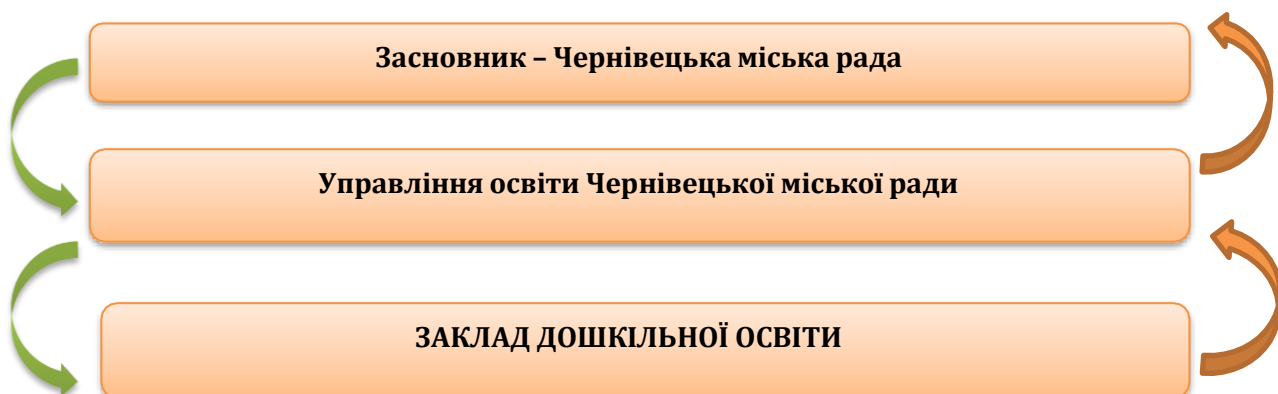 Засновник – Чернівецька міська рада
Управління освіти Чернівецької міської ради
ЗАКЛАД ДОШКІЛЬНОЇ ОСВІТИ